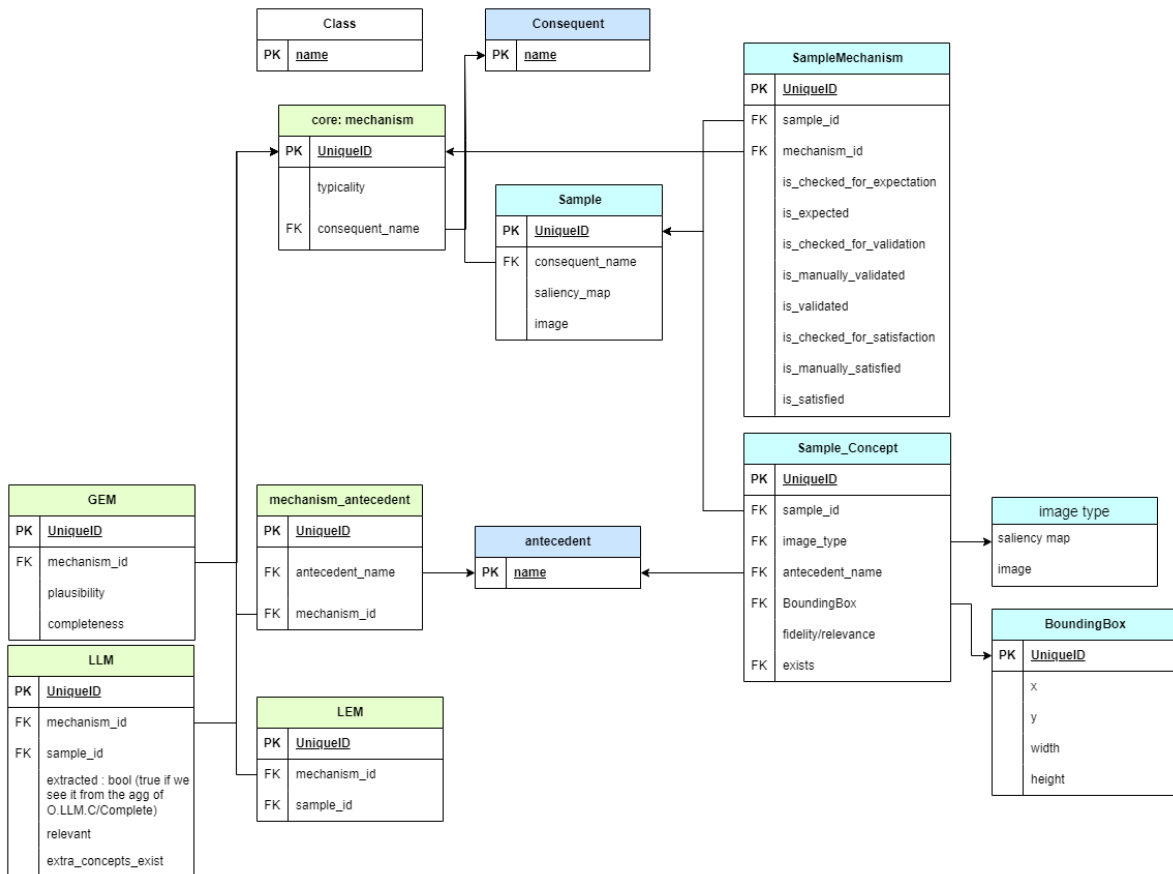 Class
PK name
Consequent
PK name
SampleMechanism
PK UniqueID
FK sample_id
FK mechanism_id
is_checked_for_expectation
is_expected
is_checked_for_validation
is_manually_validated
is_validated
is_checked_for_satisfaction
is_manually_satisfied
is_satisfied
core: mechanism
PK UniqueID
typicality
FK consequent_name
Sample
PK UniqueID
FK consequent_name
saliency_map
image
Sample_Concept
PK UniqueID
FK sample_id
FK image_type
FK antecedent_name
FK BoundingBox
fidelity/relevance
FK exists
GEM
PK UniqueID
FK mechanism_id
plausibility
completeness
mechanism_antecedent
PK UniqueID
FK antecedent_name
FK mechanism_id
antecedent
PK name
image type
saliency map
image
BoundingBox
PK UniqueID
x
y
width
height
LLM
PK UniqueID
FK mechanism_id
FK sample_id
extracted : bool (true if we
see it from the agg of
O.LLM.C/Complete)
relevant
extra_concepts_exist
LEM
PK UniqueID
FK mechanism_id
FK sample_id